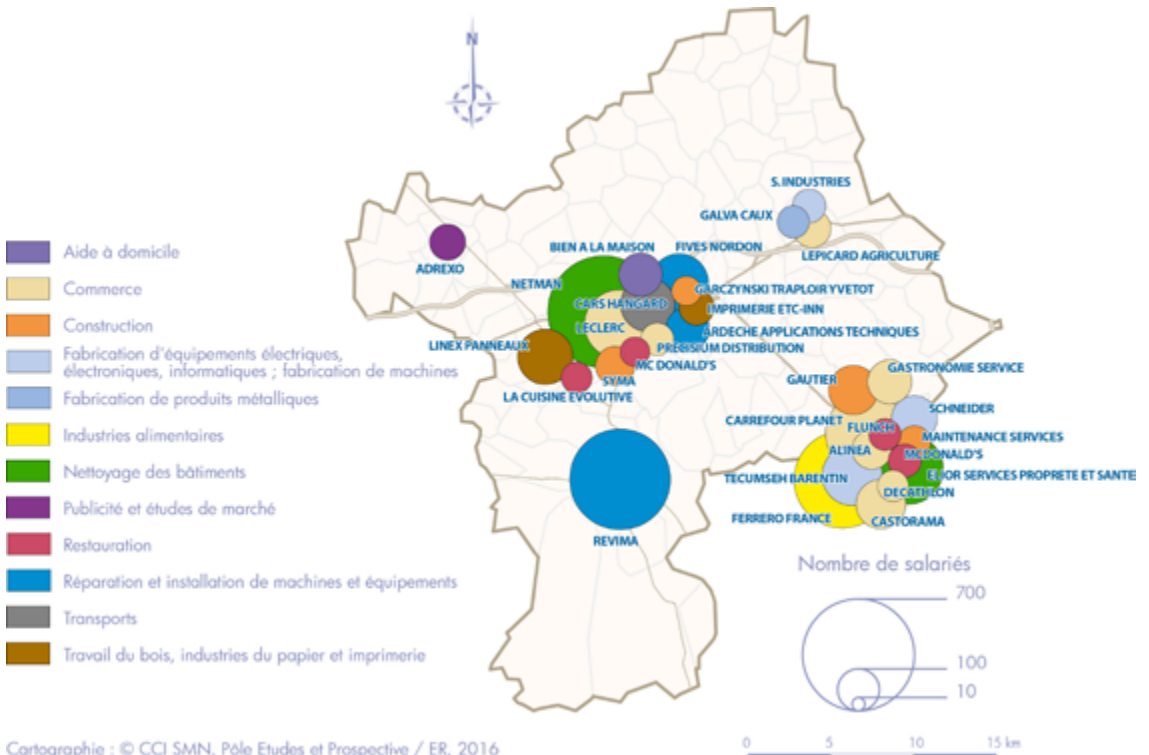 N
S.INDUSTRIES
GALVA CAUX
LEPICARD AGRICULTURE
ADREXO
BIEN A LA MAISON
FIVES NORDON
NETMAN
GARCZYNSKI TRAPLOIR YVETOT
CARS HANGARD
IMPRIMERIE ETC-INN
LECLERC
ARDECHE APPLICATIONS TECHNIQUES
LINEX PANNEAUX
PRECISIUM DISTRIBUTION
MC DONALD'S
SYMA
LA CUISINE EVOLUTIVE
GASTRONOMIE SERVICE
GAUTIER
SCHNEIDER
CARREFOUR PLANET
FLUNCH
MAINTENANCE SERVICES
ALINEA
MCDONALD'S
TECUMSEH BARENTIN
ELIOR SERVICES PROPRETE ET SANTE
DECATHLON
FERRERO FRANCE
CASTORAMA
REVIMA
Aide à domicile
Commerce
Construction
Fabrication d'équipements électriques,
électroniques, informatiques ; fabrication de machines
Fabrication de produits métalliques
Industries alimentaires
Nettoyage des bâtiments
Publicité et études de marché
Restauration
Réparation et installation de machines et équipements
Transports
Travail du bois, industries du papier et imprimerie
Nombre de salariés
700
100
10
0 5 10 15 km
Cartographie : © CCI SMN, Pôle Etudes et Prospective / ER, 2016